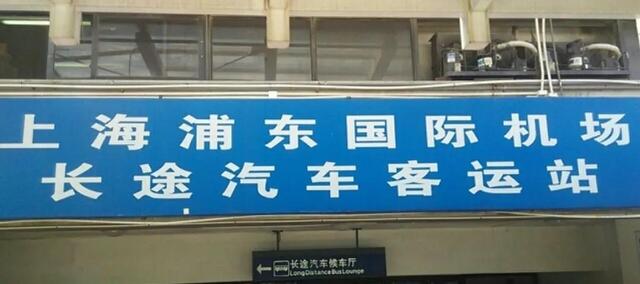 上海浦东国际机场
长途汽车客运站
长途汽车候车厅
Long Distance Bus Lounge